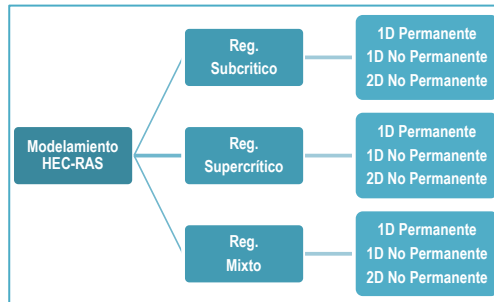 Modelamiento
HEC-RAS
Reg.
Subcritico
1D Permanente
1D No Permanente
2D No Permanente
Reg.
Supercrítico
1D Permanente
1D No Permanente
2D No Permanente
Reg.
Mixto
1D Permanente
1D No Permanente
2D No Permanente